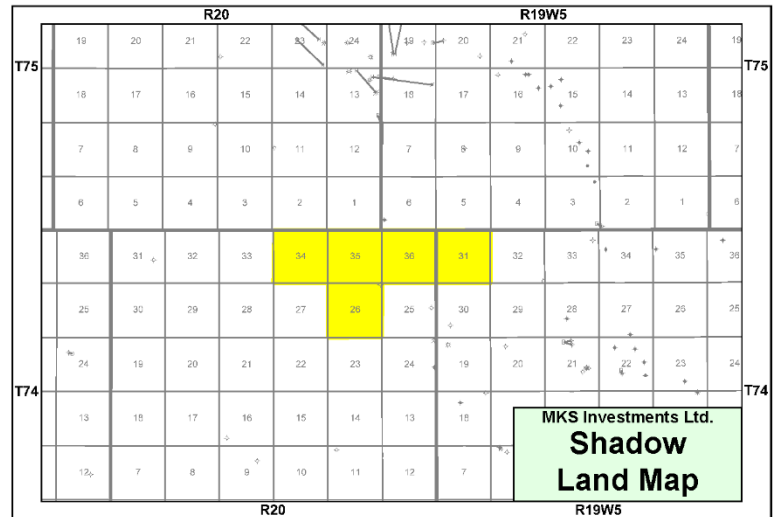 R20 R19W5
19 20 21 22 23 24 19 20 21 22 23 24 19
T75 T75
18 17 16 15 14 13 18 17 16 15 14 13 18
7 8 9 10 11 12 7 8 9 10 11 12 7
6 5 4 3 2 1 6 5 4 3 2 1 6
36 31 32 33 34 35 36 31 32 33 34 35 36
25 30 29 28 27 26 25 30 29 28 27 26 25
24 19 20 21 22 23 24 19 20 21 22 23 24
T74 T74
13 18 17 16 15 14 13 18
MKS Investments Ltd.
Shadow
Land Map
12 7 8 9 10 11 12 7
R20 R19W5